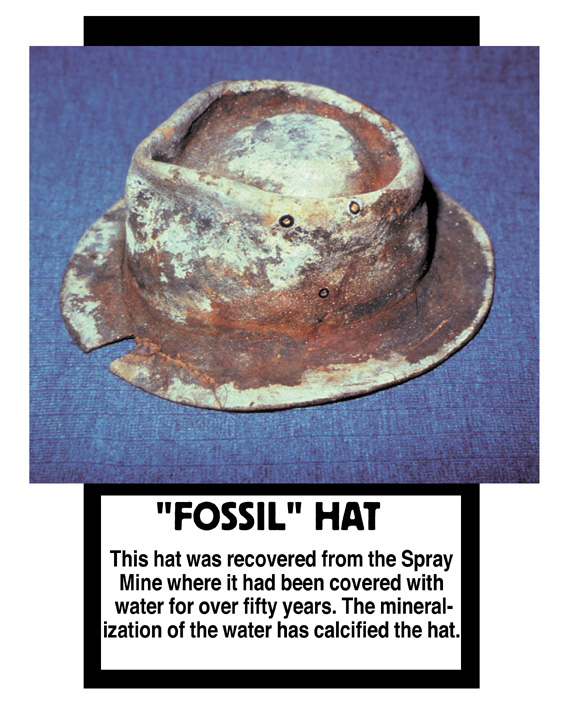 "FOSSIL" HAT
This hat was recovered from the Spray
Mine where it had been covered with
water for over fifty years. The mineral-
ization of the water has calcified the hat.